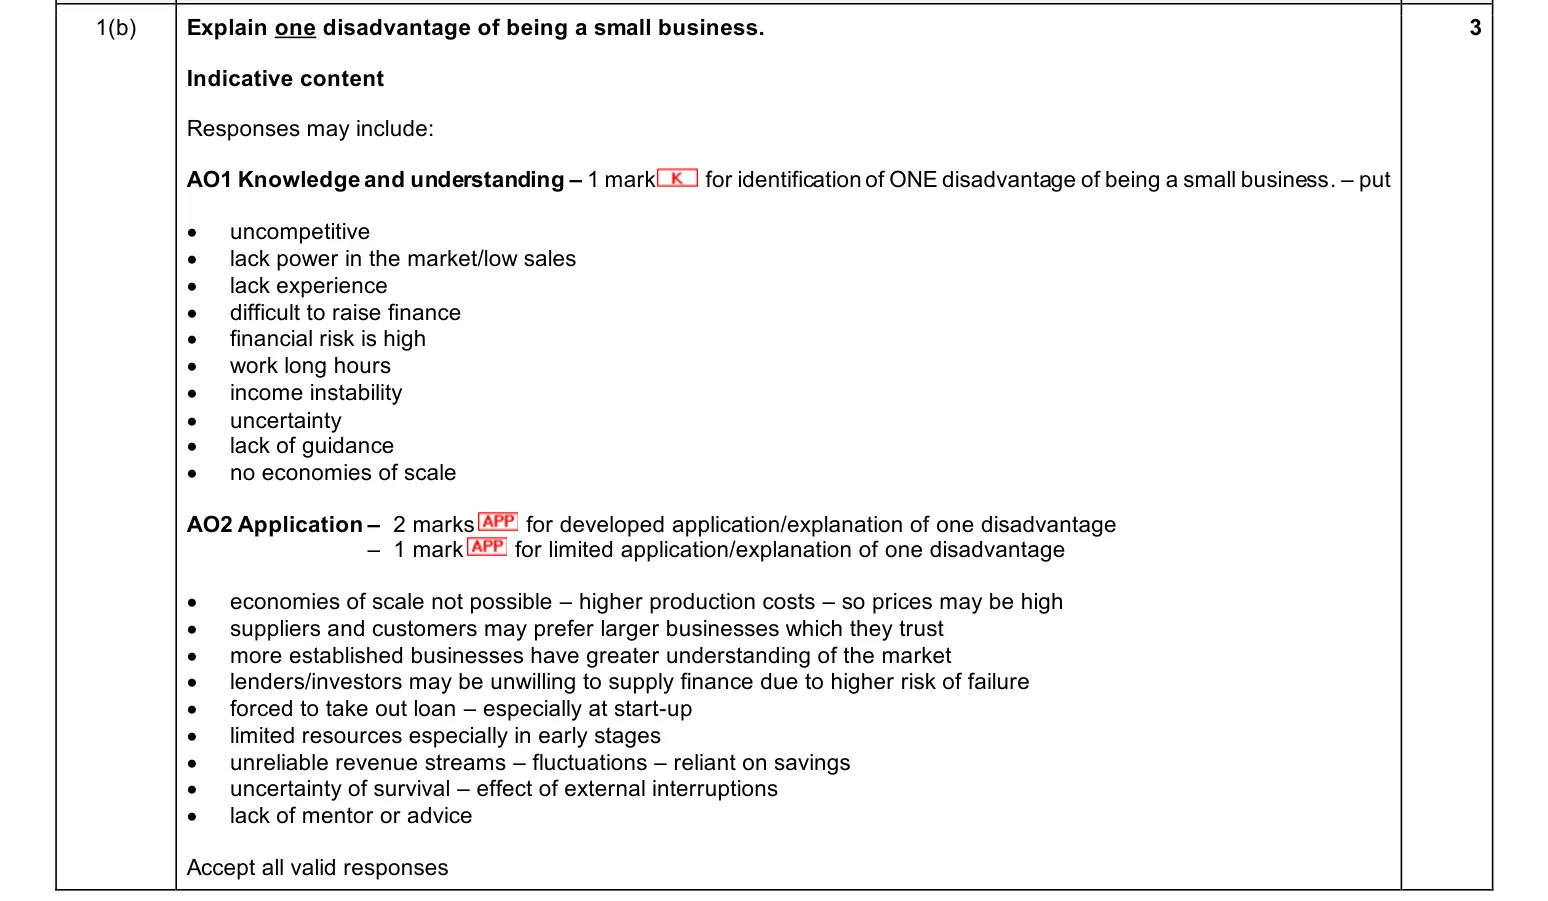 1(b) Explain one disadvantage of being a small business. 3
Indicative content
Responses may include:
AO1 Knowledge and understanding – 1 mark K for identification of ONE disadvantage of being a small business. – put
• uncompetitive
• lack power in the market/low sales
• lack experience
• difficult to raise finance
• financial risk is high
• work long hours
• income instability
• uncertainty
• lack of guidance
• no economies of scale
AO2 Application – 2 marks APP for developed application/explanation of one disadvantage
– 1 mark APP for limited application/explanation of one disadvantage
• economies of scale not possible – higher production costs – so prices may be high
• suppliers and customers may prefer larger businesses which they trust
• more established businesses have greater understanding of the market
• lenders/investors may be unwilling to supply finance due to higher risk of failure
• forced to take out loan – especially at start-up
• limited resources especially in early stages
• unreliable revenue streams – fluctuations – reliant on savings
• uncertainty of survival – effect of external interruptions
• lack of mentor or advice
Accept all valid responses